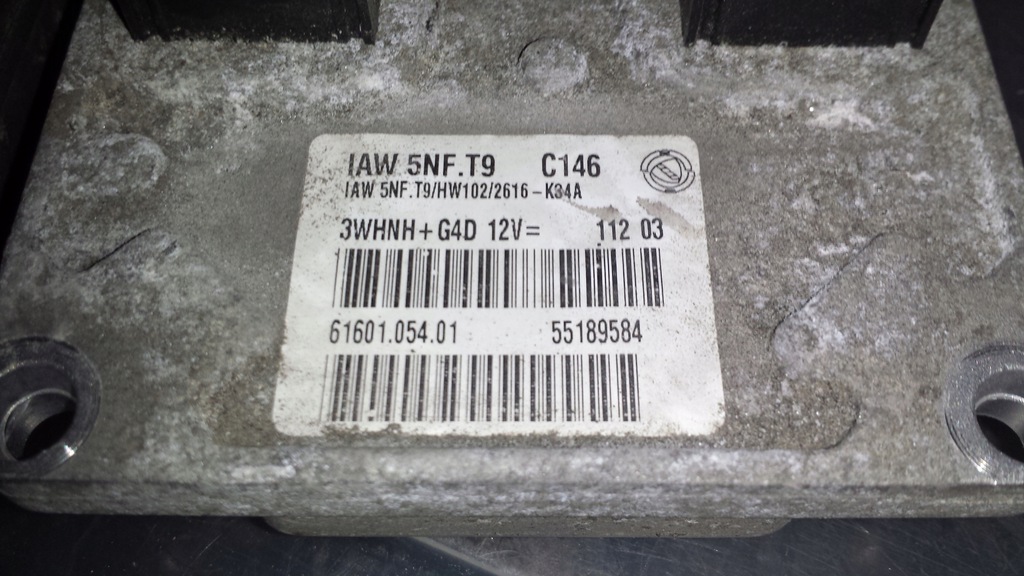 IAW 5NF.T9 C146
IAW 5NF.T9/HW102/2616-K34A
3WHNH+G4D 12V= 112 03
61601.054.01 55189584